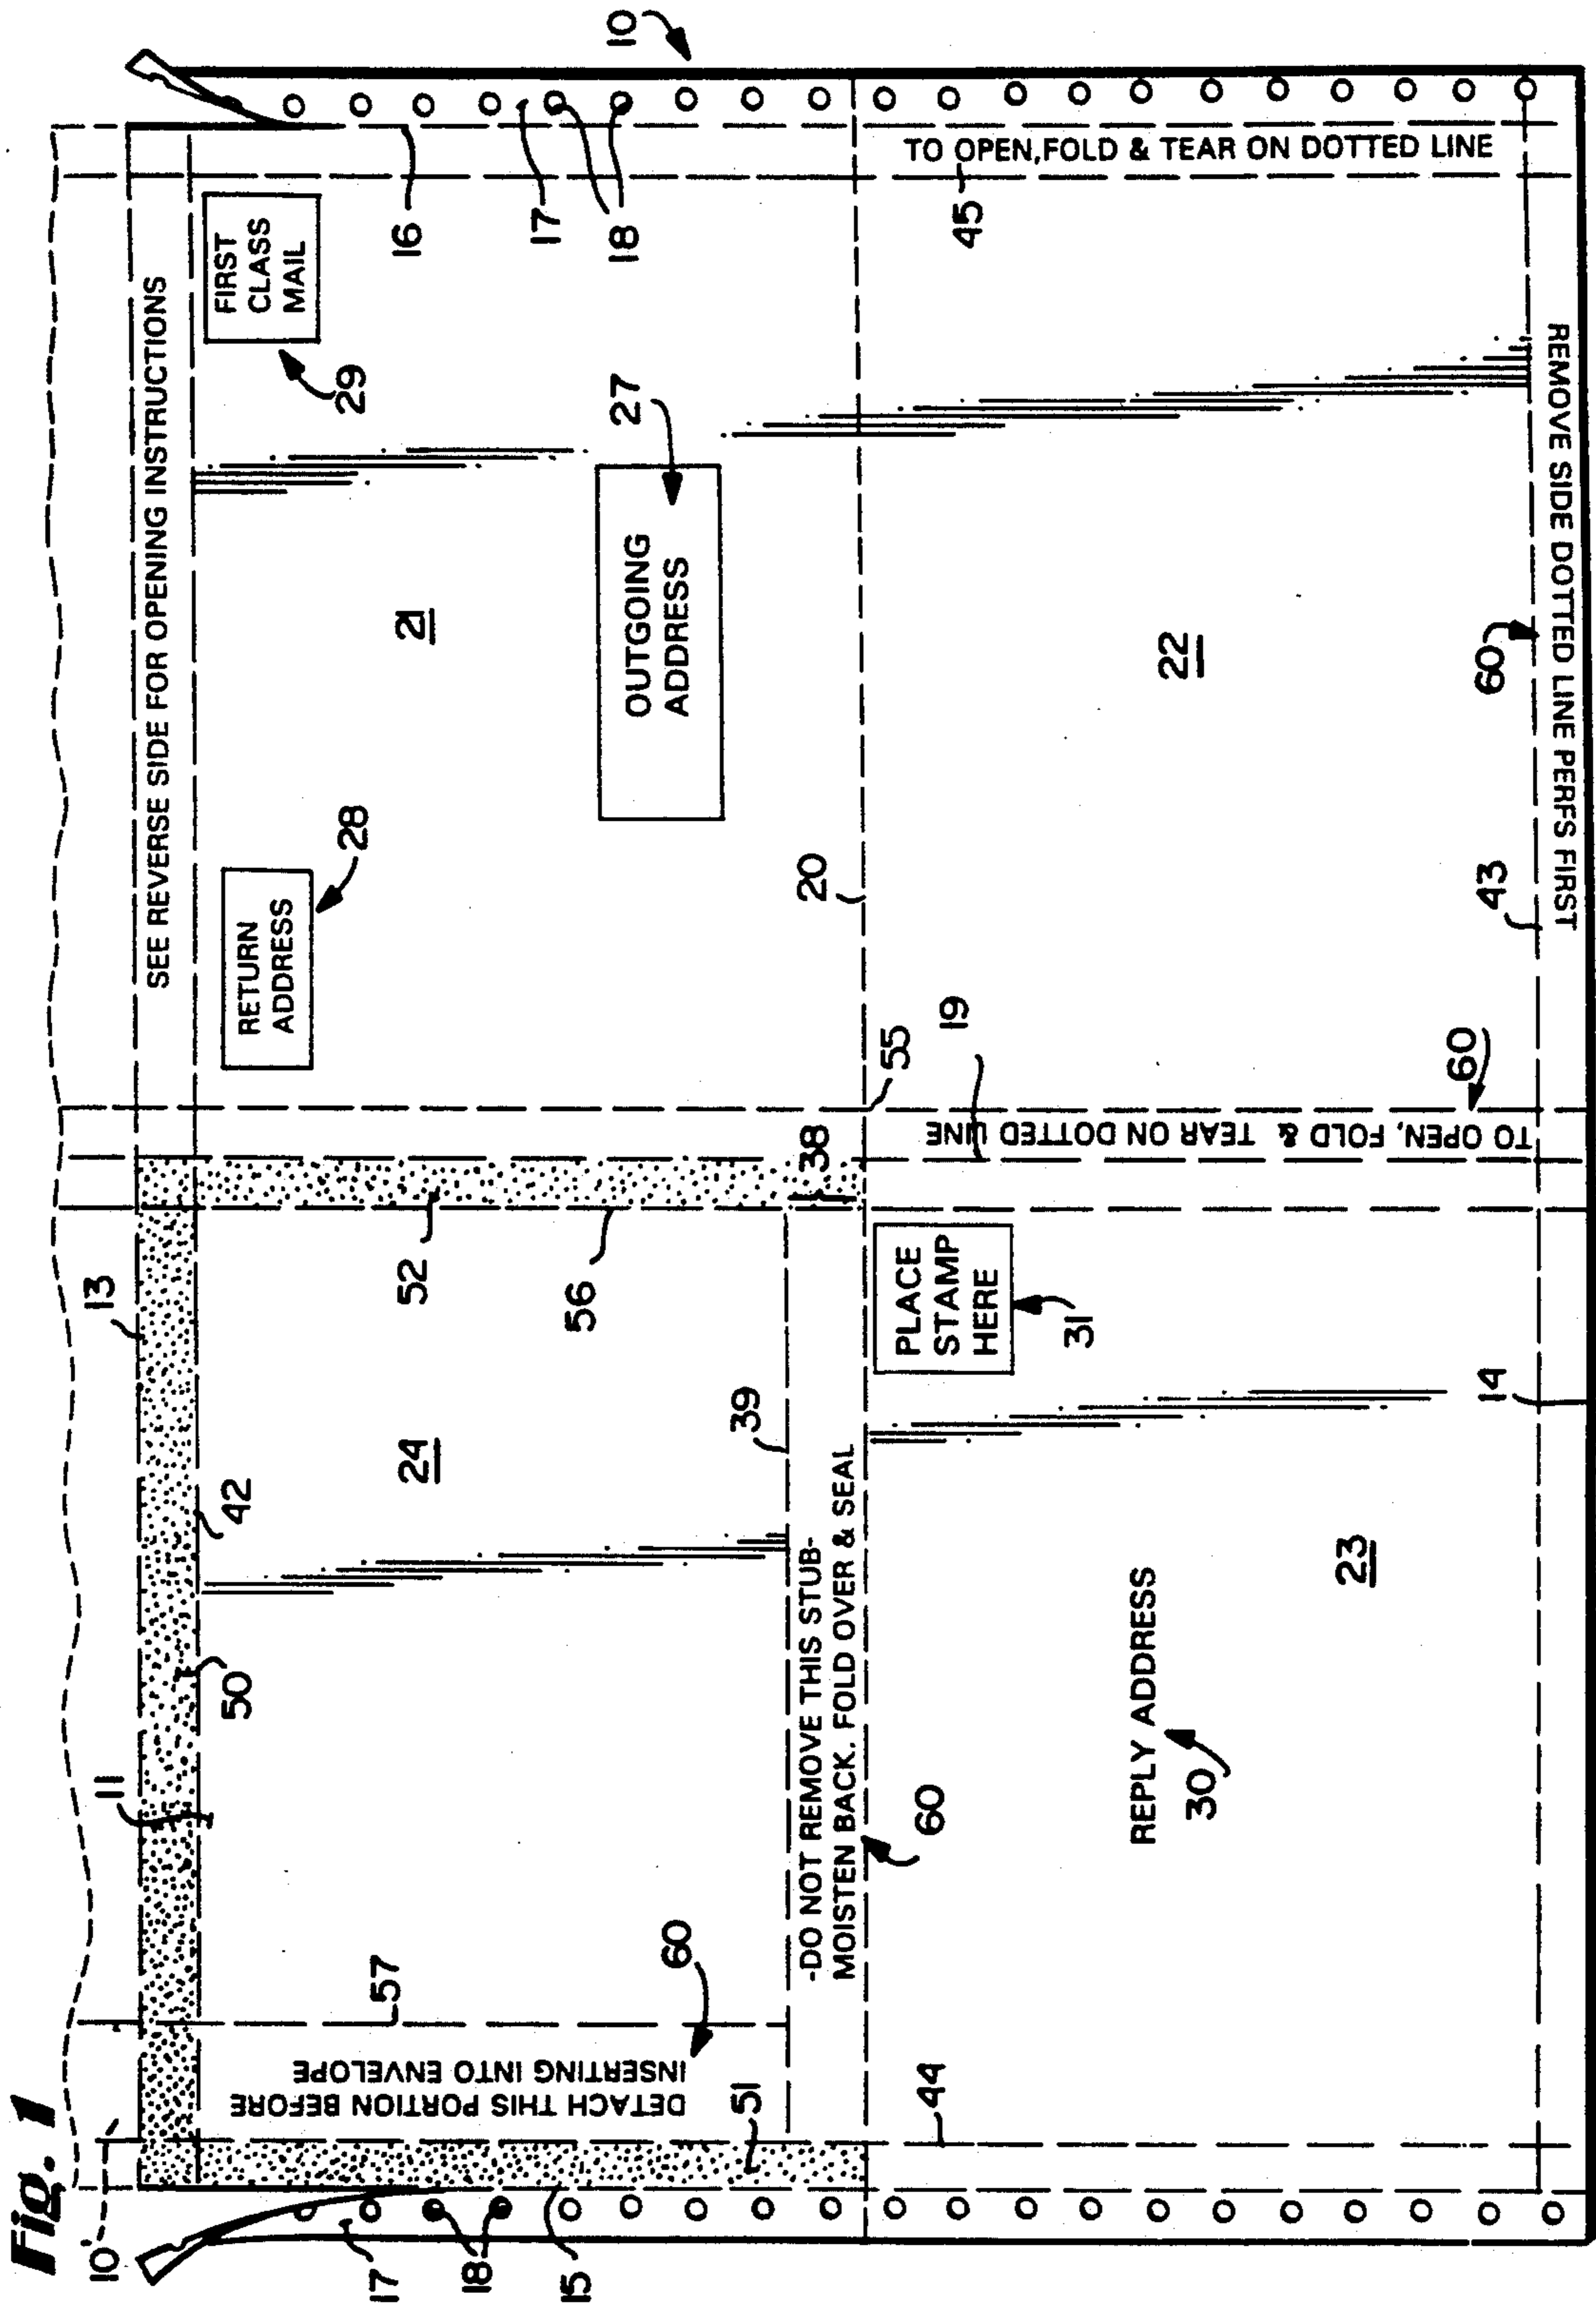 Fig. 1
10'
17
18
15
10
13
11
50
42
SEE REVERSE SIDE FOR OPENING INSTRUCTIONS
RETURN
ADDRESS
28
FIRST
CLASS
MAIL
29
16
17
18
57
24
52
56
21
OUTGOING
ADDRESS
27
DETACH THIS PORTION BEFORE
INSERTING INTO ENVELOPE
60
51
39
38
-DO NOT REMOVE THIS STUB-
MOISTEN BACK, FOLD OVER & SEAL
60
20
55
19
44
PLACE
STAMP
HERE
31
REPLY ADDRESS
30
23
TO OPEN, FOLD & TEAR ON DOTTED LINE
60
22
45
TO OPEN, FOLD & TEAR ON DOTTED LINE
14
43
60
REMOVE SIDE DOTTED LINE PERFS FIRST